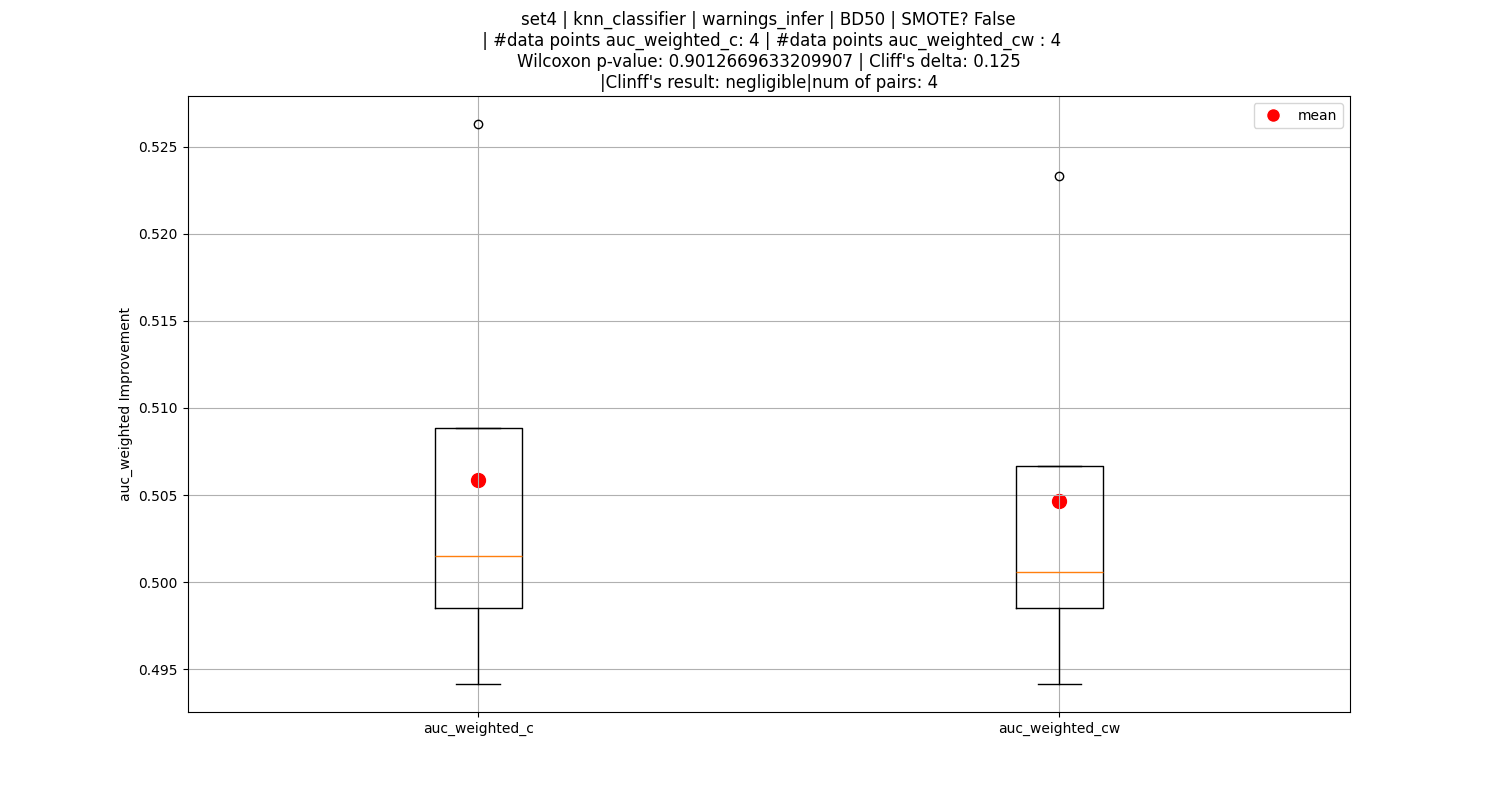 set4 | knn_classifier | warnings_infer | BD50 | SMOTE? False
| #data points auc_weighted_c: 4 | #data points auc_weighted_cw : 4
Wilcoxon p-value: 0.9012669633209907 | Cliff's delta: 0.125
|Clinff's result: negligible|num of pairs: 4
mean
0.525
0.520
0.515
0.510
0.505
0.500
0.495
auc_weighted Improvement
auc_weighted_c
auc_weighted_cw